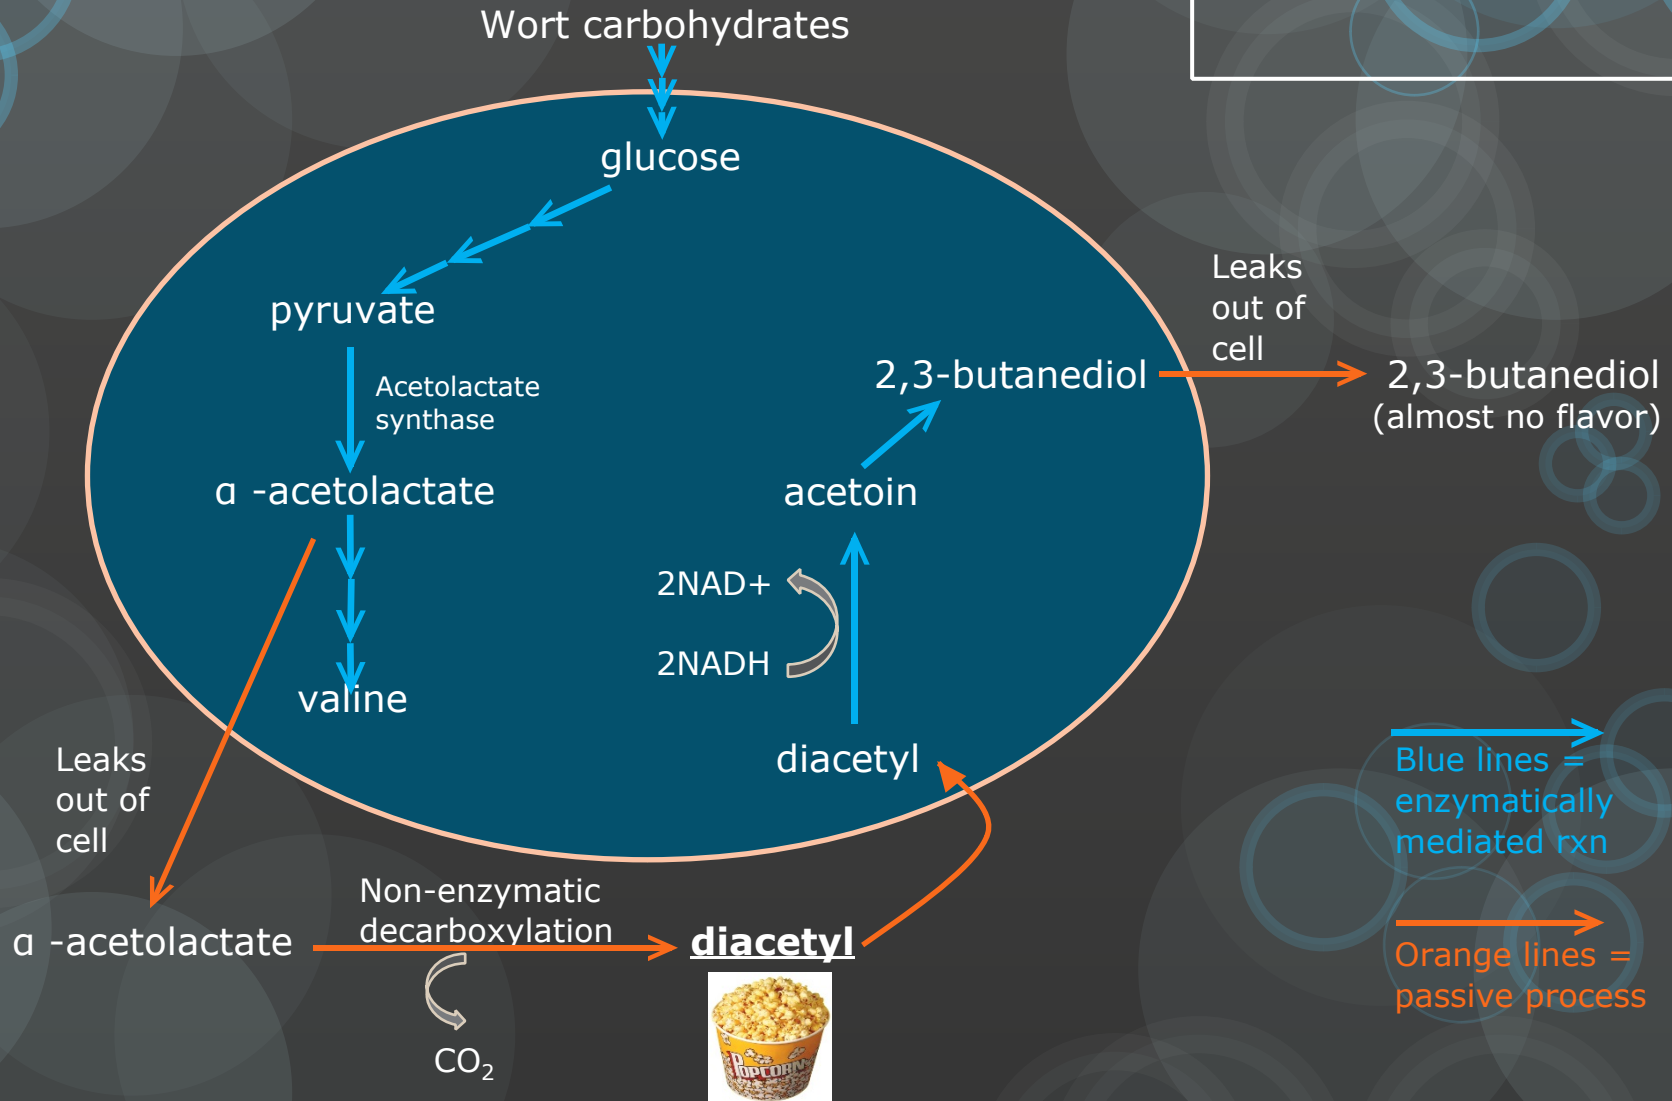 Wort carbohydrates
glucose
pyruvate
Acetolactate
synthase
ɑ -acetolactate
valine
Leaks
out of
cell
ɑ -acetolactate
Non-enzymatic
decarboxylation
CO₂
diacetyl
POPCORN
diacetyl
2NADH
2NAD+
acetoin
2,3-butanediol
Leaks
out of
cell
2,3-butanediol
(almost no flavor)
Blue lines =
enzymatically
mediated rxn
Orange lines =
passive process